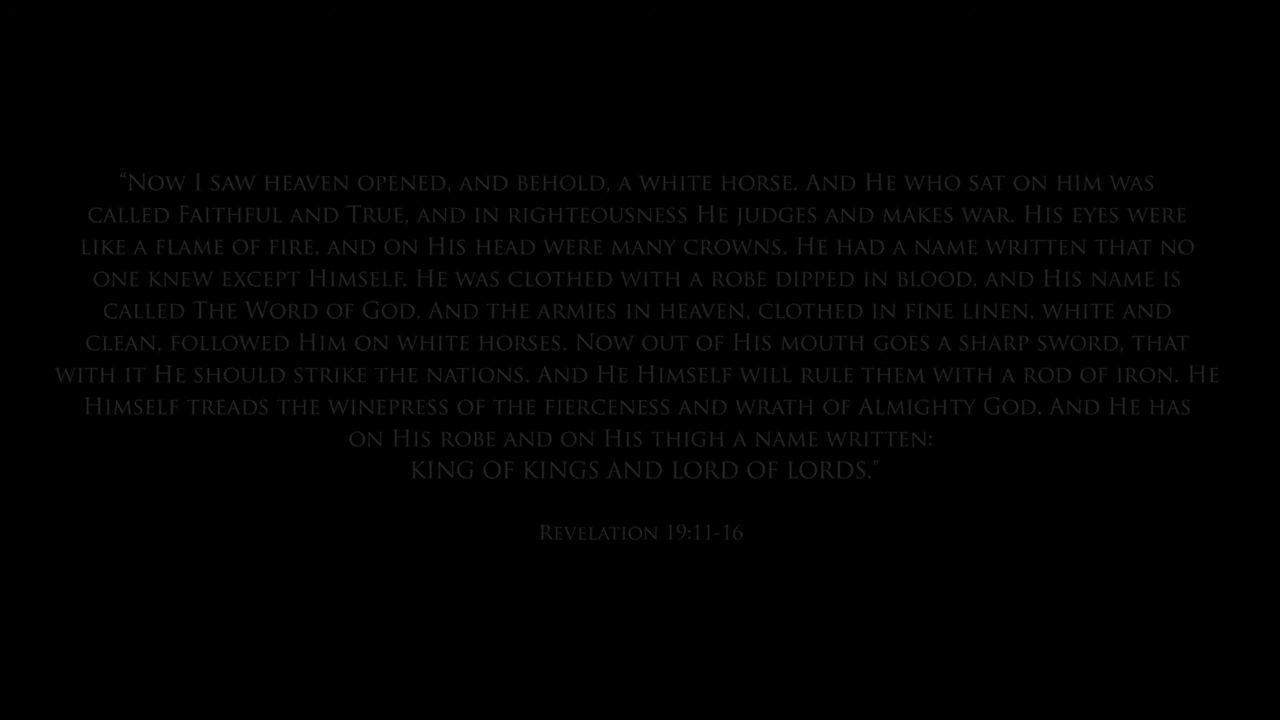 “Now I saw heaven opened, and behold, a white horse. And He who sat on him was
called Faithful and True, and in righteousness He judges and makes war. His eyes were
like a flame of fire, and on His head were many crowns. He had a name written that no
one knew except Himself. He was clothed with a robe dipped in blood, and His name is
called The Word of God. And the armies in heaven, clothed in fine linen, white and
clean, followed Him on white horses. Now out of His mouth goes a sharp sword, that
with it He should strike the nations. And He Himself will rule them with a rod of iron. He
Himself treads the winepress of the fierceness and wrath of Almighty God. And He has
on His robe and on His thigh a name written:
KING OF KINGS AND LORD OF LORDS.”
Revelation 19:11-16